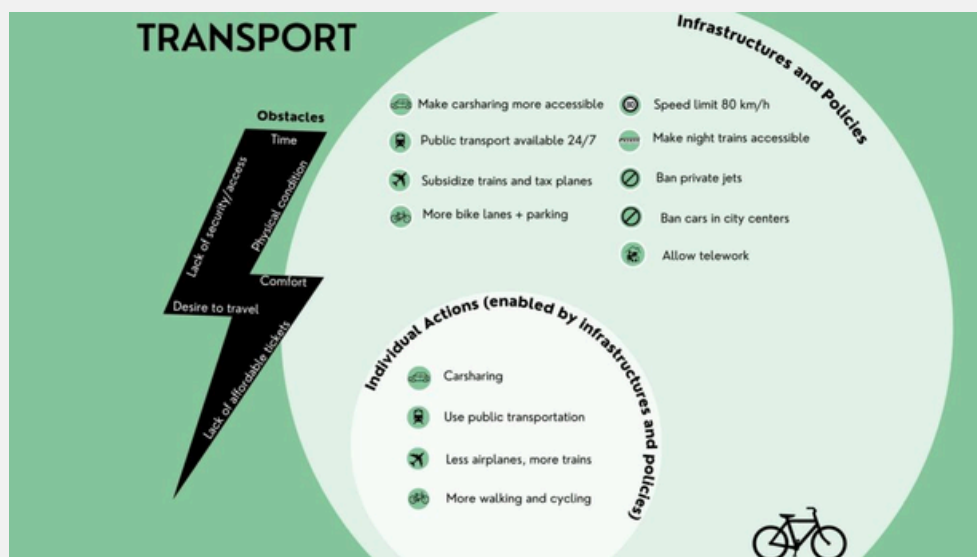 TRANSPORT
Infrastructures and Policies
Obstacles
Time
Lack of security/access
Physical condition
Comfort
Desire to travel
Lack of affordable tickets
Make carsharing more accessible
Public transport available 24/7
Subsidize trains and tax planes
More bike lanes + parking
80
Speed limit 80 km/h
Make night trains accessible
Ban private jets
Ban cars in city centers
Allow telework
Individual Actions (enabled by infrastructures and policies)
Carsharing
Use public transportation
Less airplanes, more trains
More walking and cycling